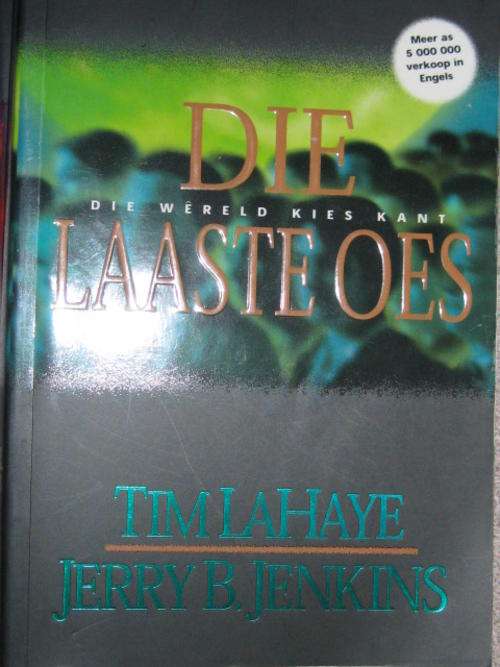 Meer as
5 000 000
verkoop in
Engels
DIE
DIE WÊRELD KIES KANT
LAASTE OES
TIM LAHAYE
JERRY B. JENKINS